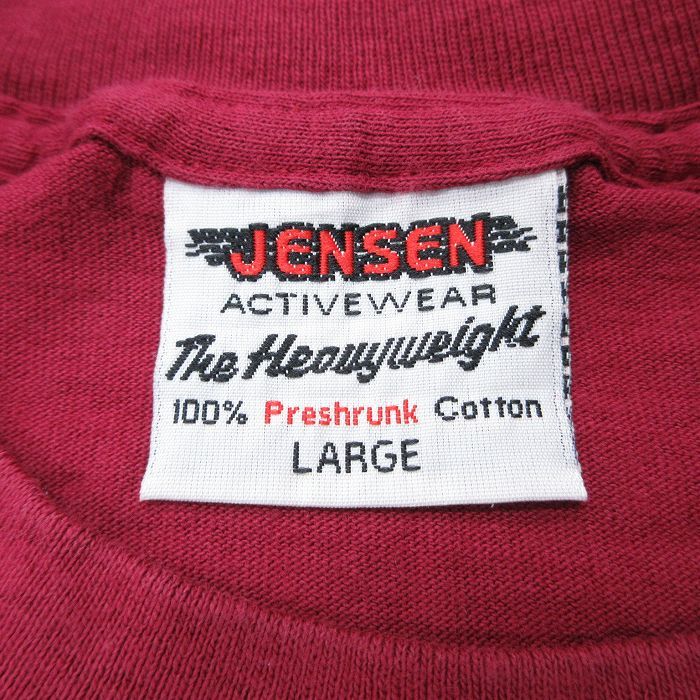 JENSEN
ACTIVEWEAR
The Heavyweight
100% Preshrunk Cotton
LARGE